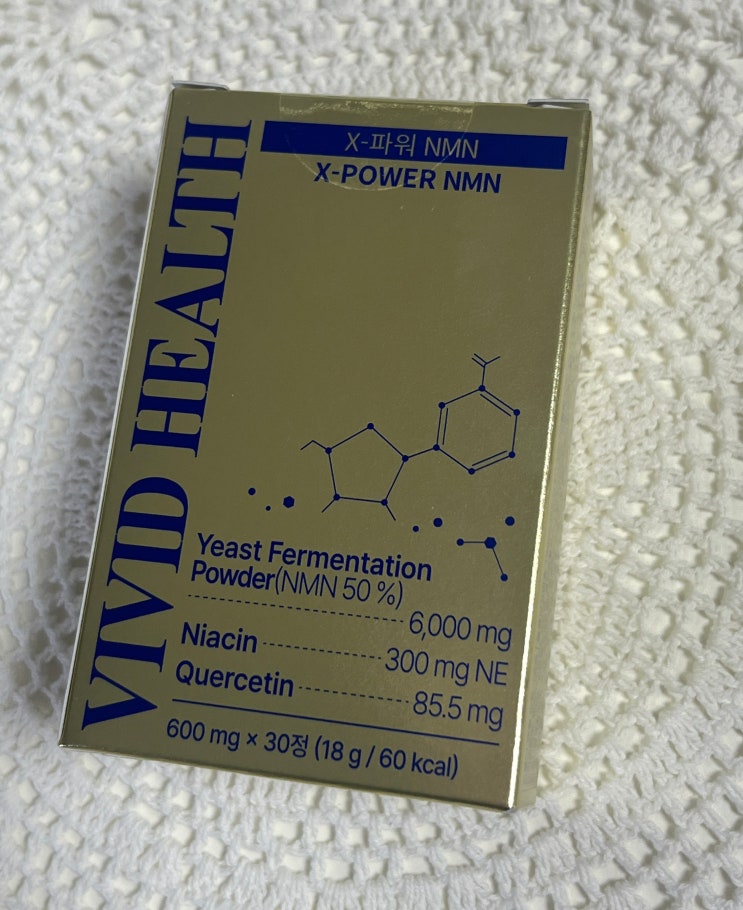 X-파워 NMN
X-POWER NMN
VIVID HEALTH
Yeast Fermentation
Powder(NMN 50 %)
6,000 mg
Niacin 300 mg NE
Quercetin 85.5 mg
600 mg × 30정 (18 g / 60 kcal)